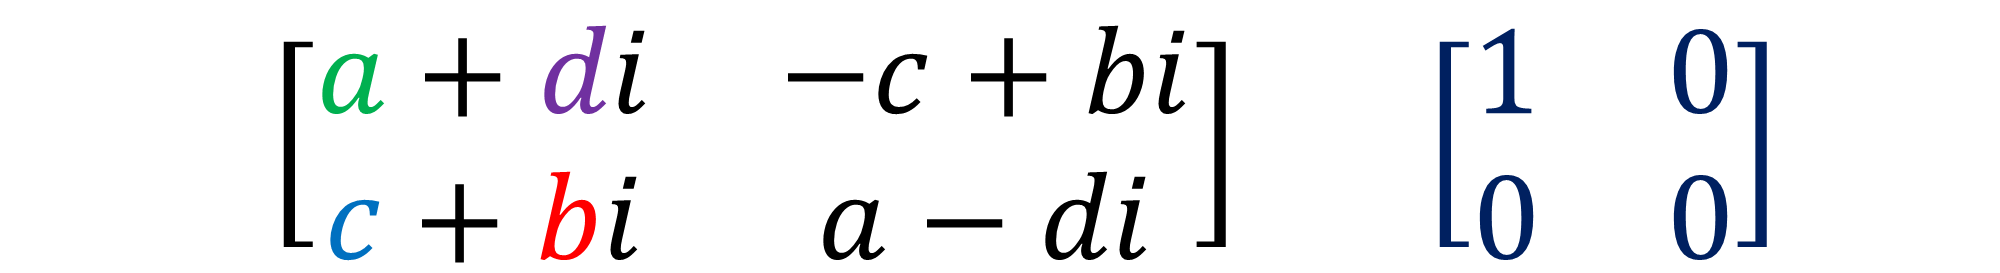 [a + di −c + bi] [1 0]
[c + bi a − di] [0 0]